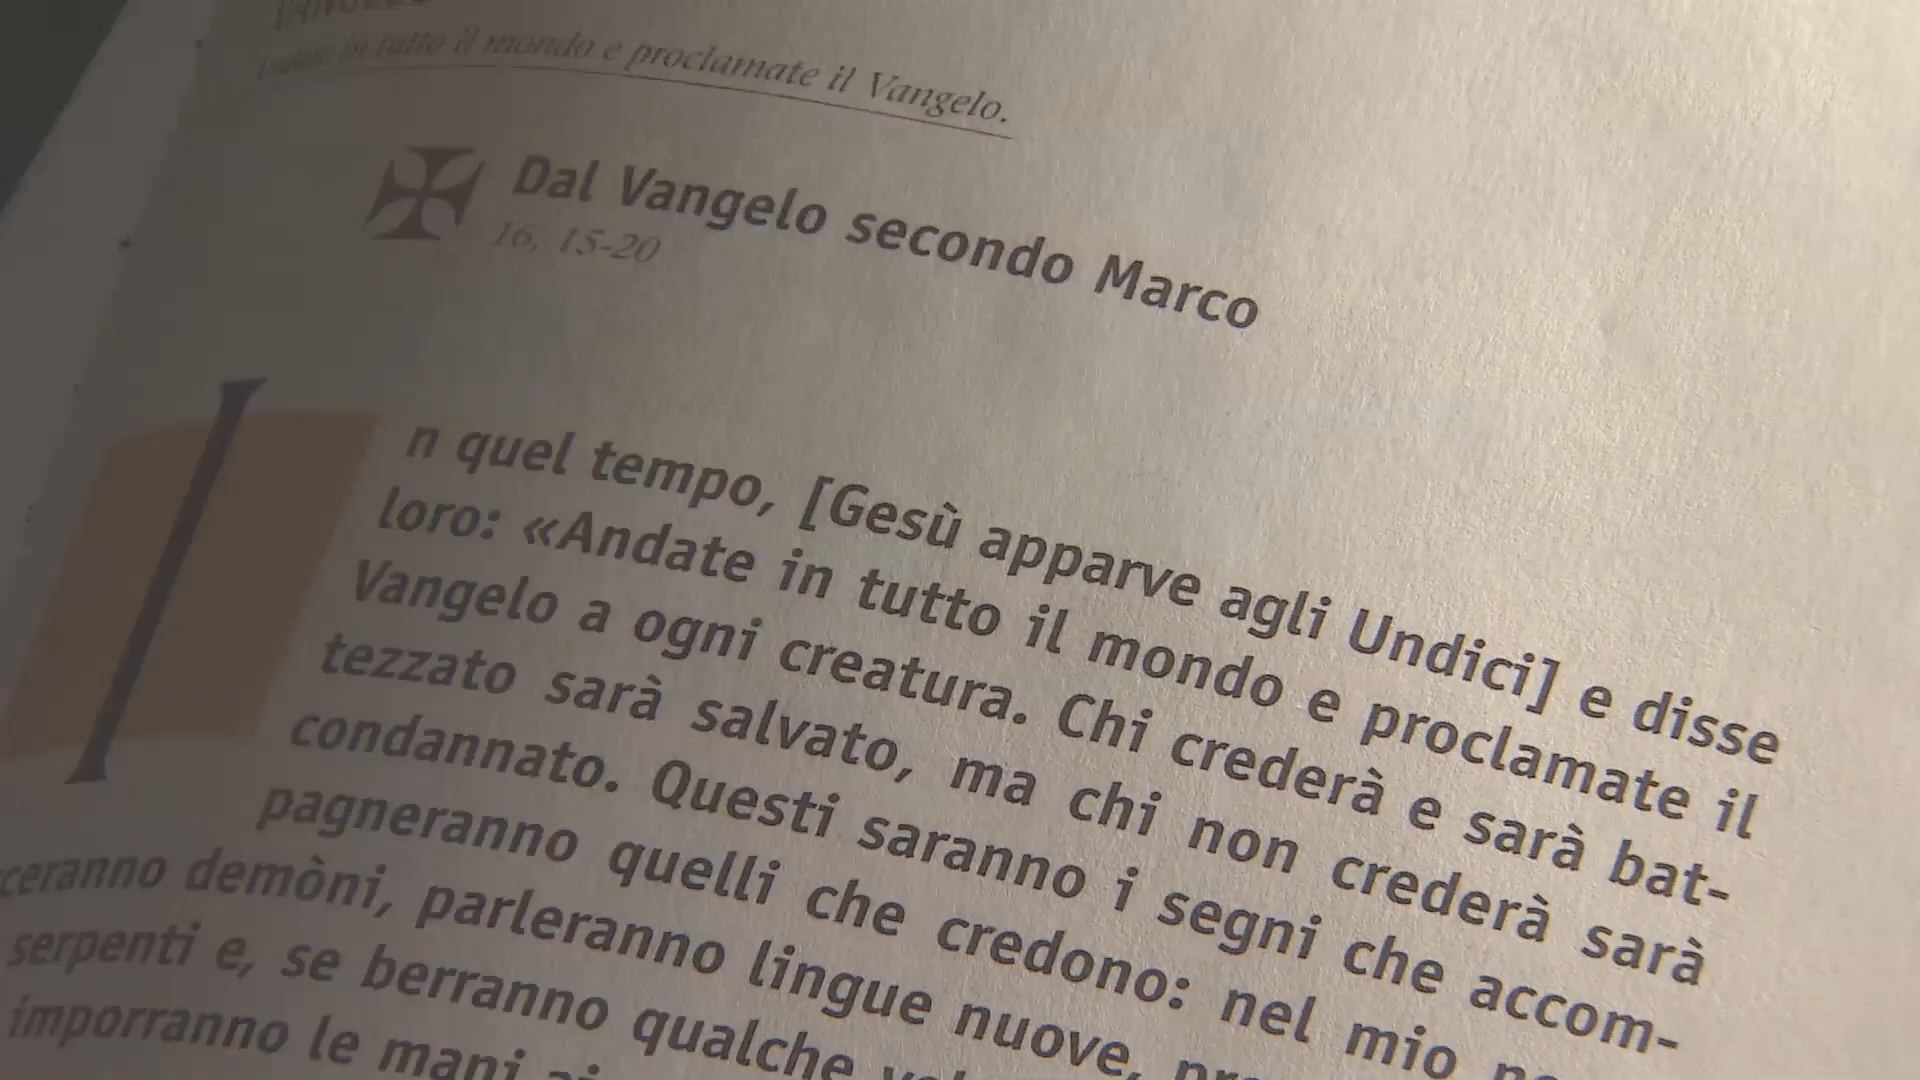 VANGELO
in tutto il mondo e proclamate il Vangelo.
Dal Vangelo secondo Marco
16, 15-20
In quel tempo, [Gesù apparve agli Undici] e disse
loro: «Andate in tutto il mondo e proclamate il
Vangelo a ogni creatura. Chi crederà e sarà bat-
tezzato sarà salvato, ma chi non crederà sarà
condannato. Questi saranno i segni che accom-
pagneranno quelli che credono: nel mio
ceranno demòni, parleranno lingue nuove,
serpenti e, se berranno qualche
imporranno le mani